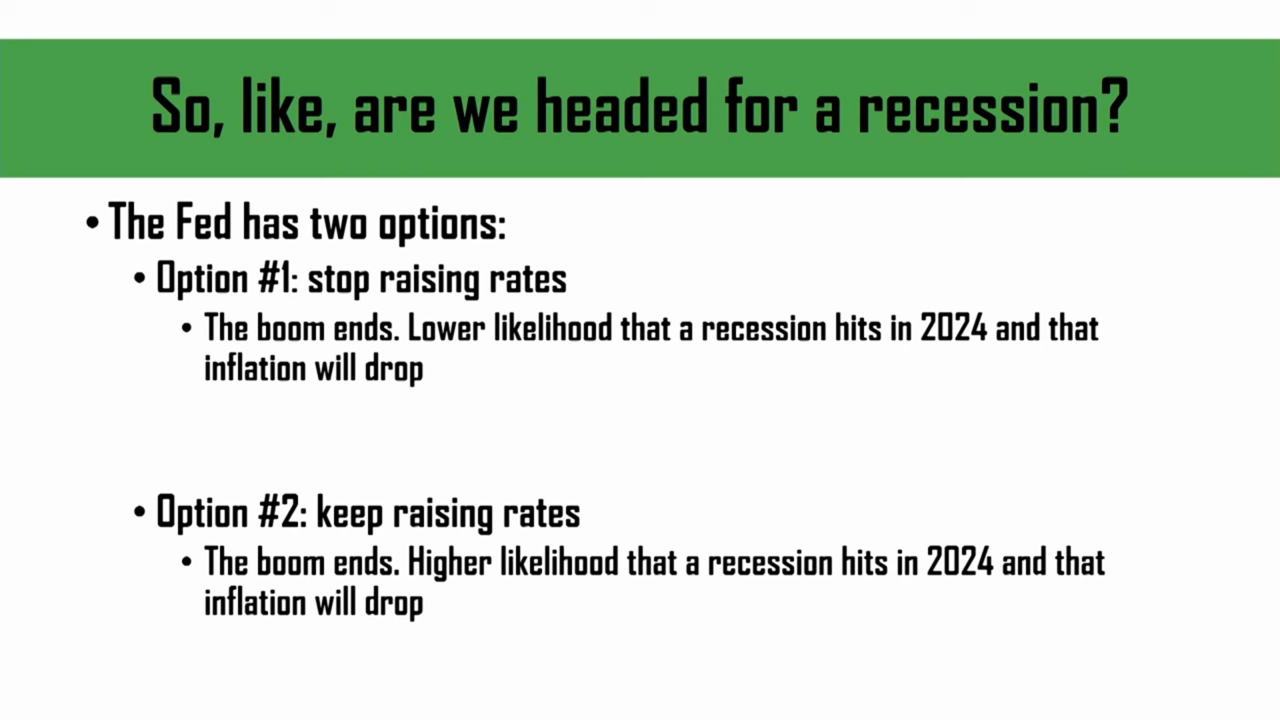 So, like, are we headed for a recession?
• The Fed has two options:
• Option #1: stop raising rates
• The boom ends. Lower likelihood that a recession hits in 2024 and that
inflation will drop
• Option #2: keep raising rates
• The boom ends. Higher likelihood that a recession hits in 2024 and that
inflation will drop